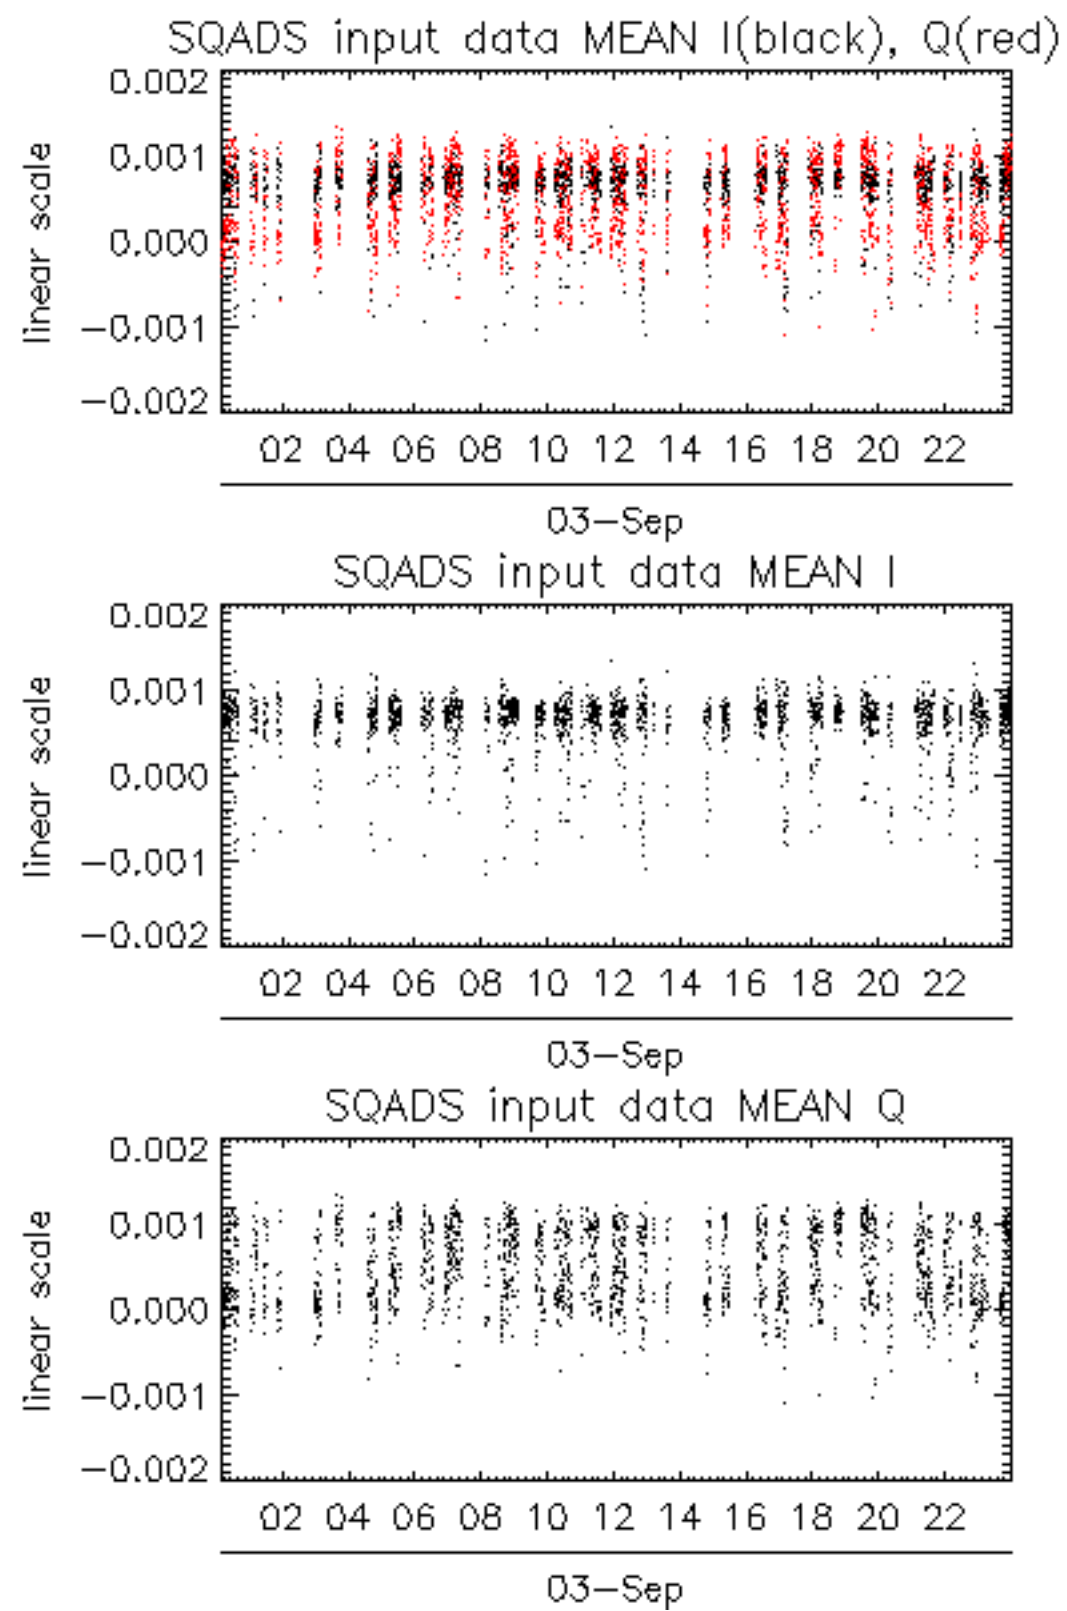 SQADS input data MEAN I(black), Q(red)
0.002
0.001
0.000
−0.001
−0.002
linear scale
02 04 06 08 10 12 14 16 18 20 22
03−Sep
SQADS input data MEAN I
0.002
0.001
0.000
−0.001
−0.002
linear scale
02 04 06 08 10 12 14 16 18 20 22
03−Sep
SQADS input data MEAN Q
0.002
0.001
0.000
−0.001
−0.002
linear scale
02 04 06 08 10 12 14 16 18 20 22
03−Sep